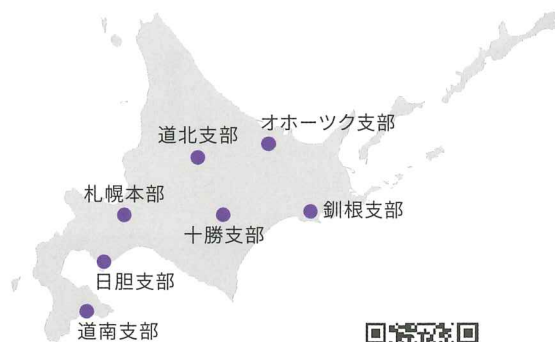 オホーツク支部
道北支部
札幌本部
釧根支部
十勝支部
日胆支部
道南支部